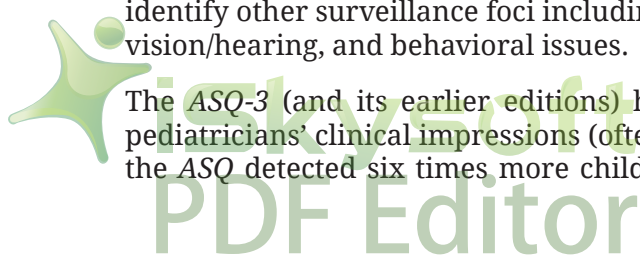 identify other surveillance foci includin
vision/hearing, and behavioral issues.
The ASQ-3 (and its earlier editions) h
pediatricians' clinical impressions (ofte
the ASQ detected six times more child
iskysoft
PDF Editor